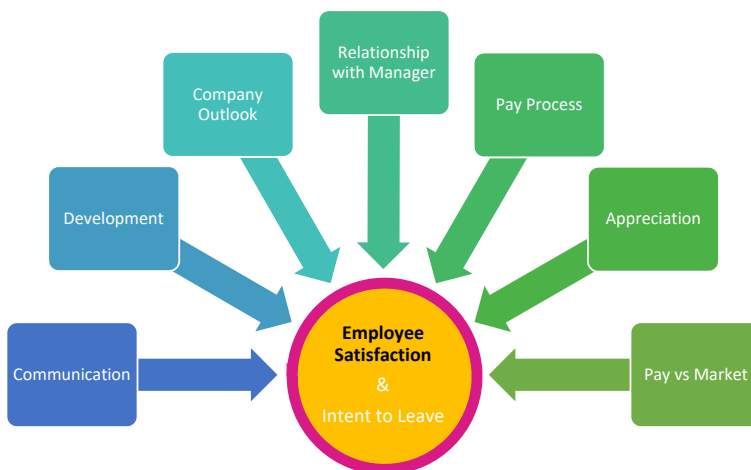 Relationship
with Manager
Company
Outlook
Pay Process
Development
Appreciation
Communication
Employee
Satisfaction
&
Intent to Leave
Pay vs Market